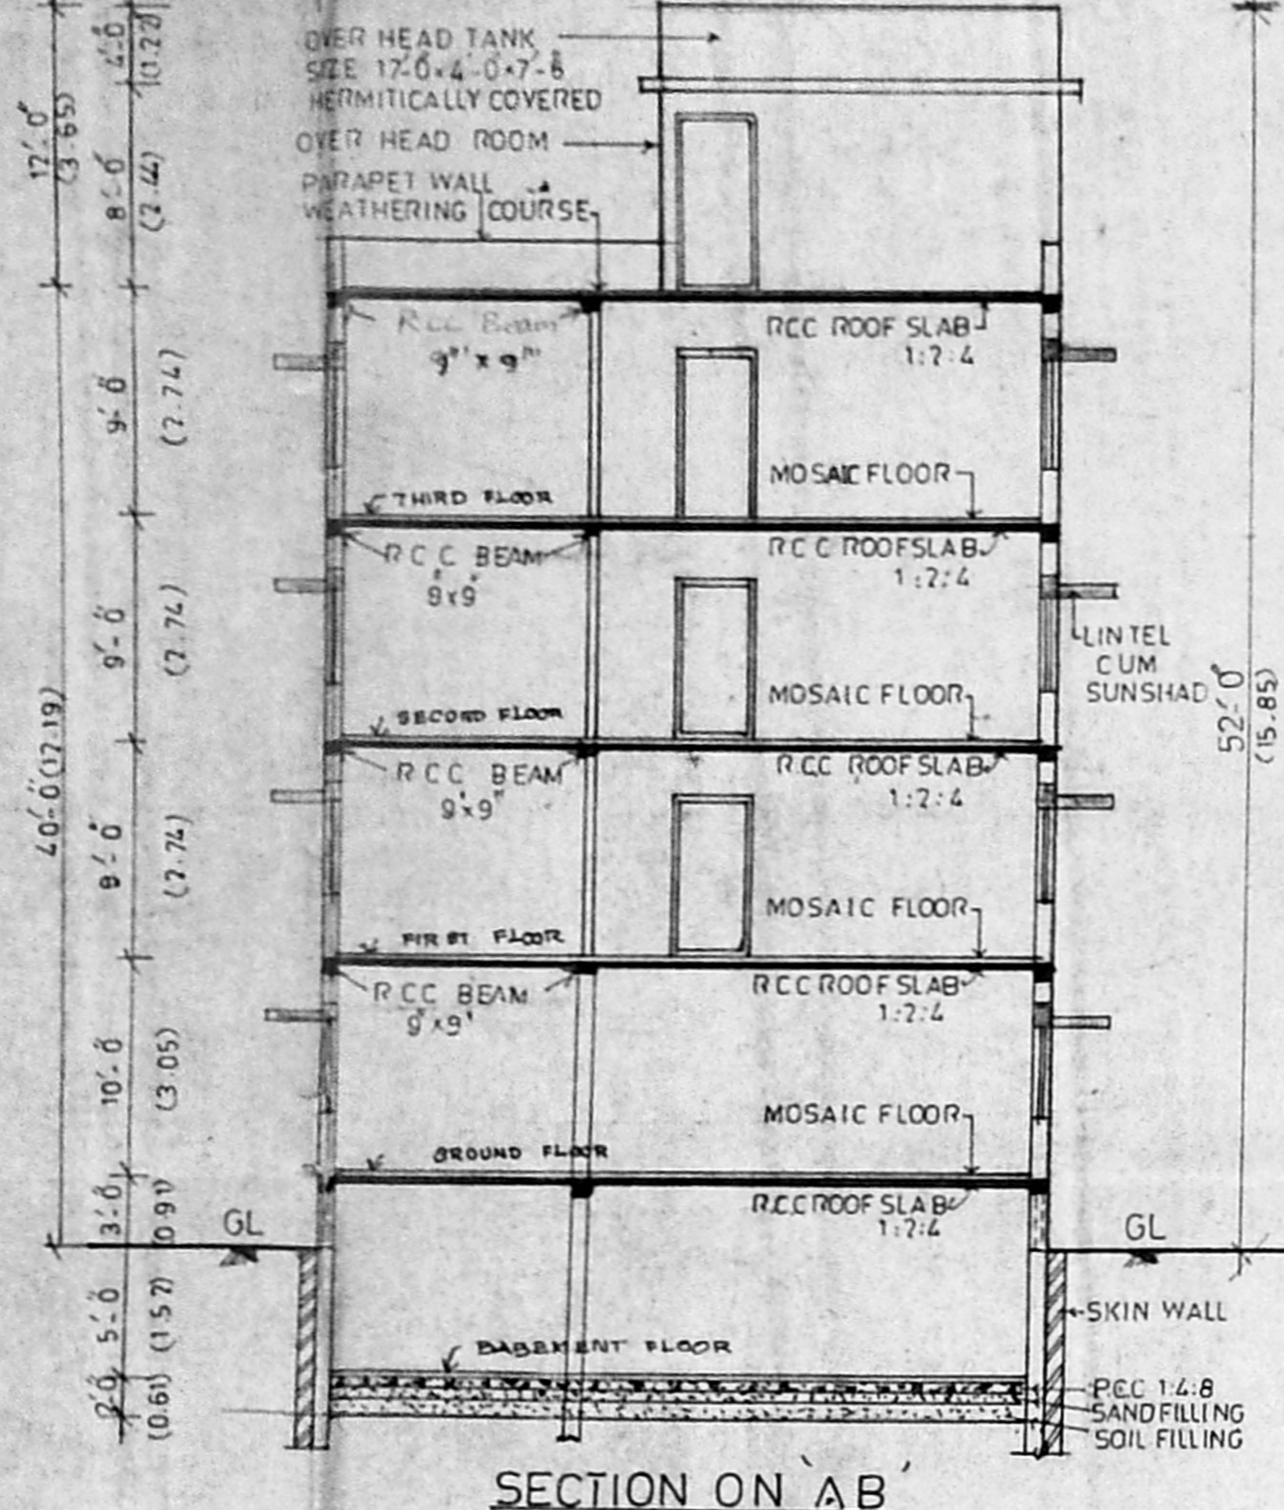 OVER HEAD TANK
SIZE 17'-0"×4'-0"×7'-6"
HERMITICALLY COVERED
OVER HEAD ROOM
PARAPET WALL
WEATHERING COURSE
4'-0"
(1.22)
12'-0"
(3.65)
8'-0"
(2.44)
RCC Beam
9"' x 9"'
RCC ROOF SLAB
1:2:4
9'-0"
(2.74)
MOSAIC FLOOR
THIRD FLOOR
RCC BEAM
9"x9"
RCC ROOF SLAB
1:2:4
9'-0"
(2.74)
LINTEL
CUM
SUNSHAD
MOSAIC FLOOR
SECOND FLOOR
52'-0"
(15.85)
40'-0"(12.19)
RCC BEAM
9"x9"
RCC ROOF SLAB
1:2:4
9'-0"
(2.74)
MOSAIC FLOOR
FIRST FLOOR
RCC BEAM
9"x9"
RCC ROOF SLAB
1:2:4
10'-0"
(3.05)
MOSAIC FLOOR
GROUND FLOOR
3'-0"
(0.91)
RCC ROOF SLAB
1:2:4
GL
GL
5'-0"
(1.52)
SKIN WALL
BASEMENT FLOOR
2'-0"
(0.61)
P.C.C 1:4:8
SAND FILLING
SOIL FILLING
SECTION ON 'AB'